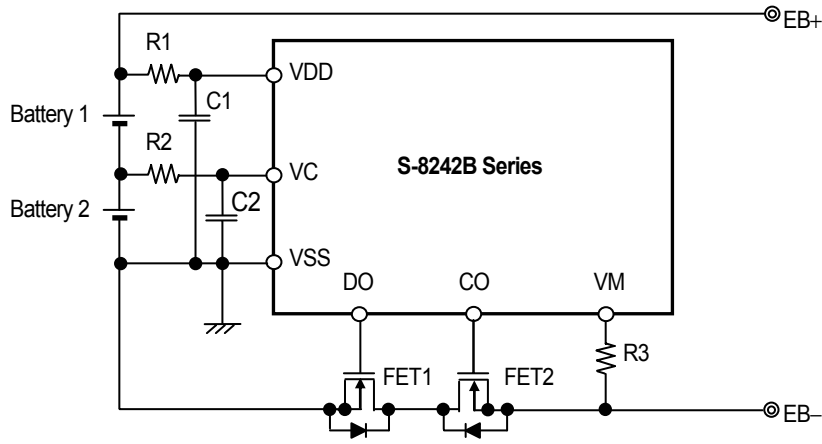 EB+
R1
VDD
C1
Battery 1
R2
S-8242B Series
VC
Battery 2
C2
VSS
DO
CO
VM
R3
FET1
FET2
EB−